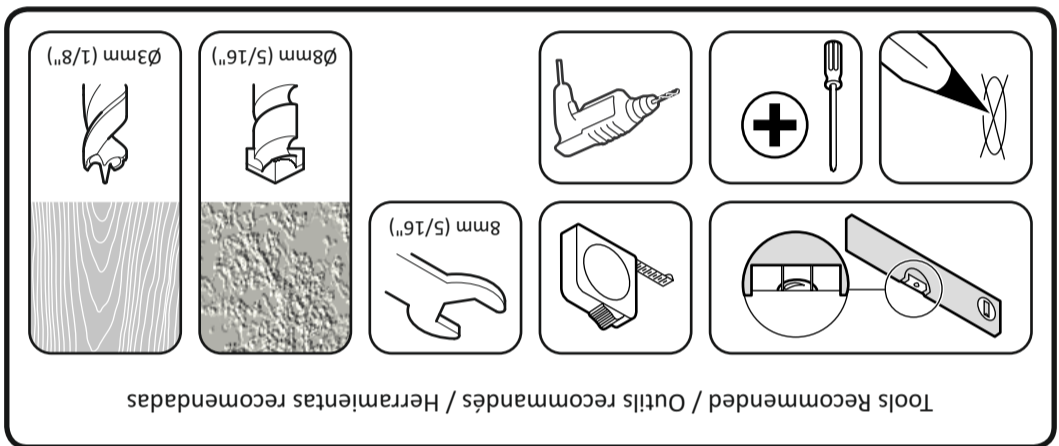 Tools Recommended / Outils recommandés / Herramientas recomendadas
8mm (5/16")
Ø8mm (5/16")
Ø3mm (1/8")